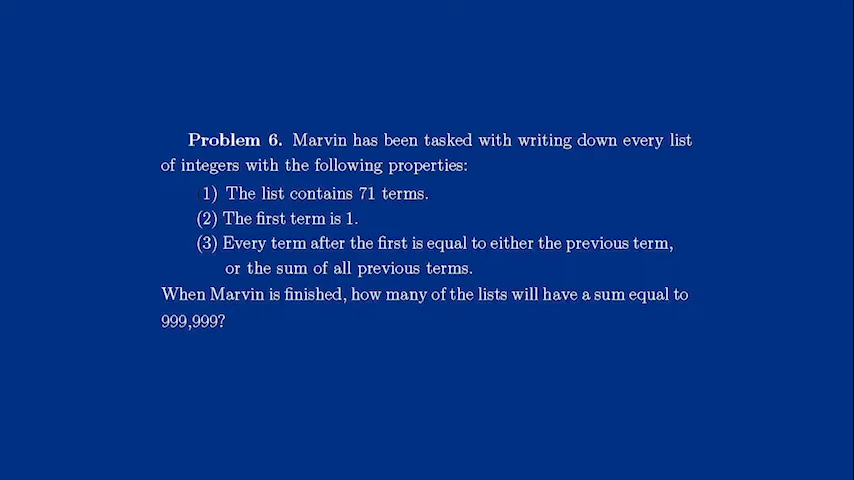 Problem 6. Marvin has been tasked with writing down every list
of integers with the following properties:
(1) The list contains 71 terms.
(2) The first term is 1.
(3) Every term after the first is equal to either the previous term,
or the sum of all previous terms.
When Marvin is finished, how many of the lists will have a sum equal to
999,999?